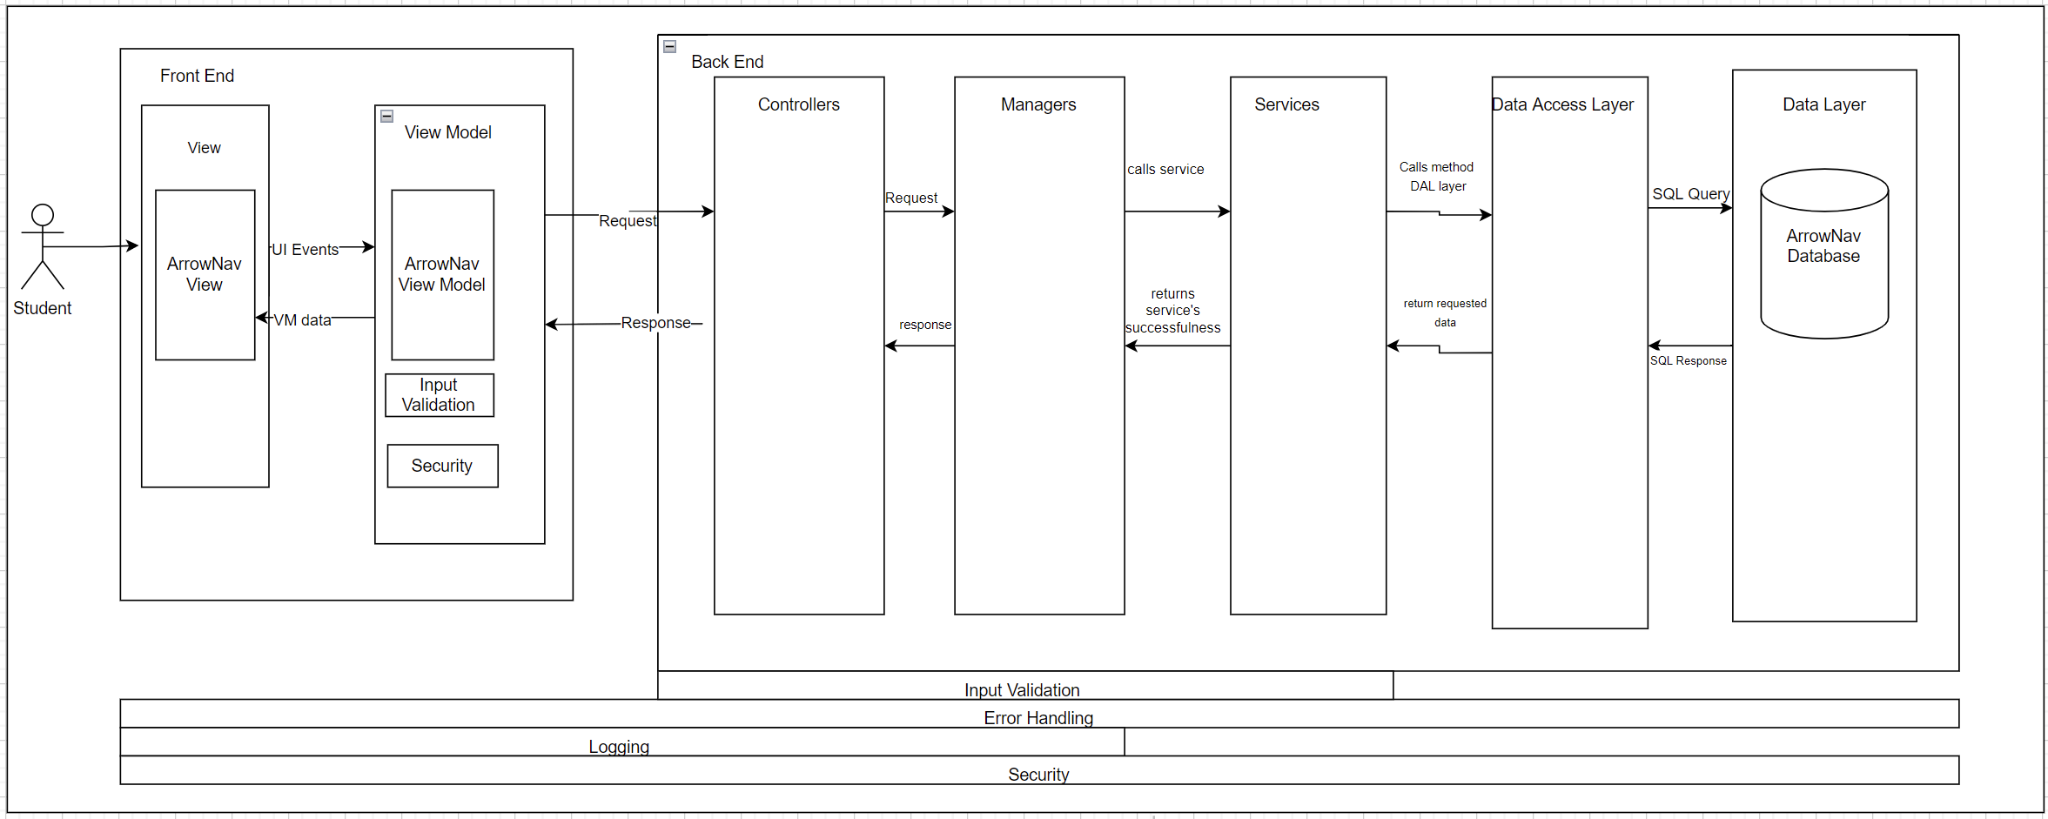 Front End
View
ArrowNav
View
Student
UI Events
VM data
View Model
ArrowNav
View Model
Input
Validation
Security
Request
Response
Back End
Controllers
Request
response
Managers
calls service
returns
service's
successfulness
Services
Calls method
DAL layer
return requested
data
Data Access Layer
SQL Query
SQL Response
Data Layer
ArrowNav
Database
Input Validation
Error Handling
Logging
Security